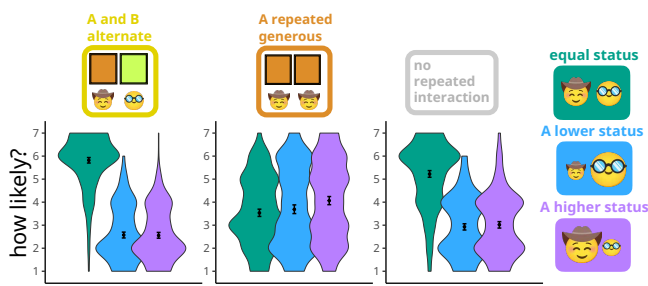 A and B
alternate
A repeated
generous
no
repeated
interaction
equal status
A lower status
A higher status
how likely?
7
6
5
4
3
2
1
7
6
5
4
3
2
1
7
6
5
4
3
2
1